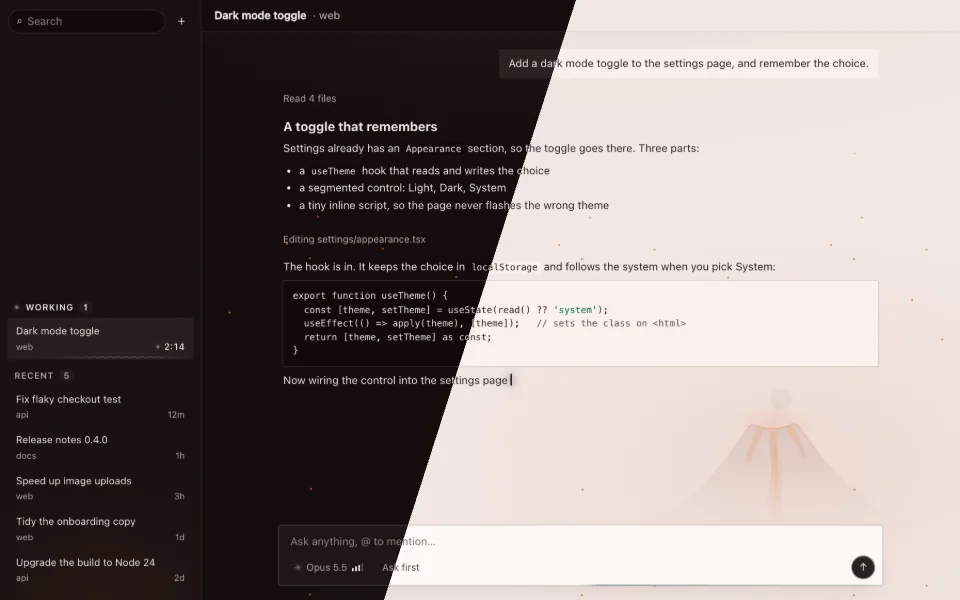 Search
+
Dark mode toggle · web
Add a dark mode toggle to the settings page, and remember the choice.
Read 4 files
A toggle that remembers
Settings already has an Appearance section, so the toggle goes there. Three parts:
• a useTheme hook that reads and writes the choice
• a segmented control: Light, Dark, System
• a tiny inline script, so the page never flashes the wrong theme
Editing settings/appearance.tsx
The hook is in. It keeps the choice in localStorage and follows the system when you pick System:
export function useTheme() {
const [theme, setTheme] = useState(read() ?? 'system');
useEffect(() => apply(theme), [theme]); // sets the class on <html>
return [theme, setTheme] as const;
}
Now wiring the control into the settings page
WORKING 1
Dark mode toggle
web 2:14
RECENT 5
Fix flaky checkout test
api 12m
Release notes 0.4.0
docs 1h
Speed up image uploads
web 3h
Tidy the onboarding copy
web 1d
Upgrade the build to Node 24
api 2d
Ask anything, @ to mention...
Opus 5.5 Ask first